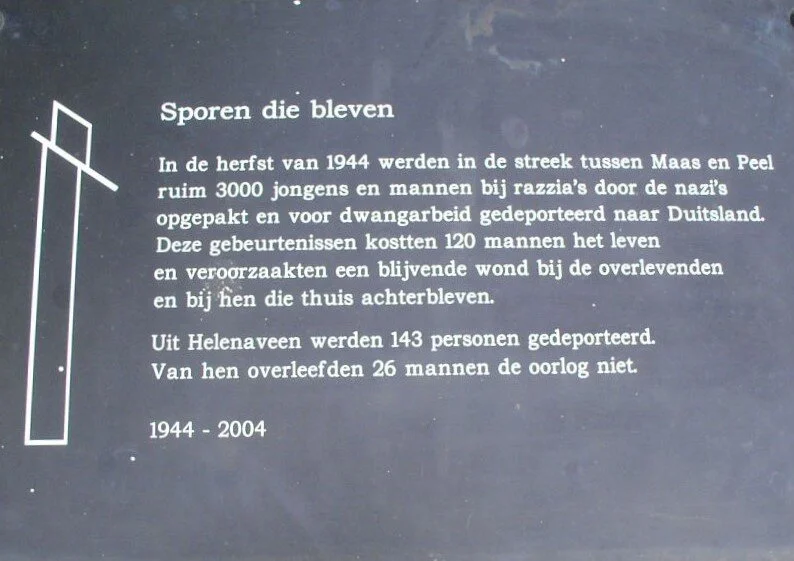 Sporen die bleven
In de herfst van 1944 werden in de streek tussen Maas en Peel
ruim 3000 jongens en mannen bij razzia's door de nazi's
opgepakt en voor dwangarbeid gedeporteerd naar Duitsland.
Deze gebeurtenissen kostten 120 mannen het leven
en veroorzaakten een blijvende wond bij de overlevenden
en bij hen die thuis achterbleven.
Uit Helenaveen werden 143 personen gedeporteerd.
Van hen overleefden 26 mannen de oorlog niet.
1944 - 2004